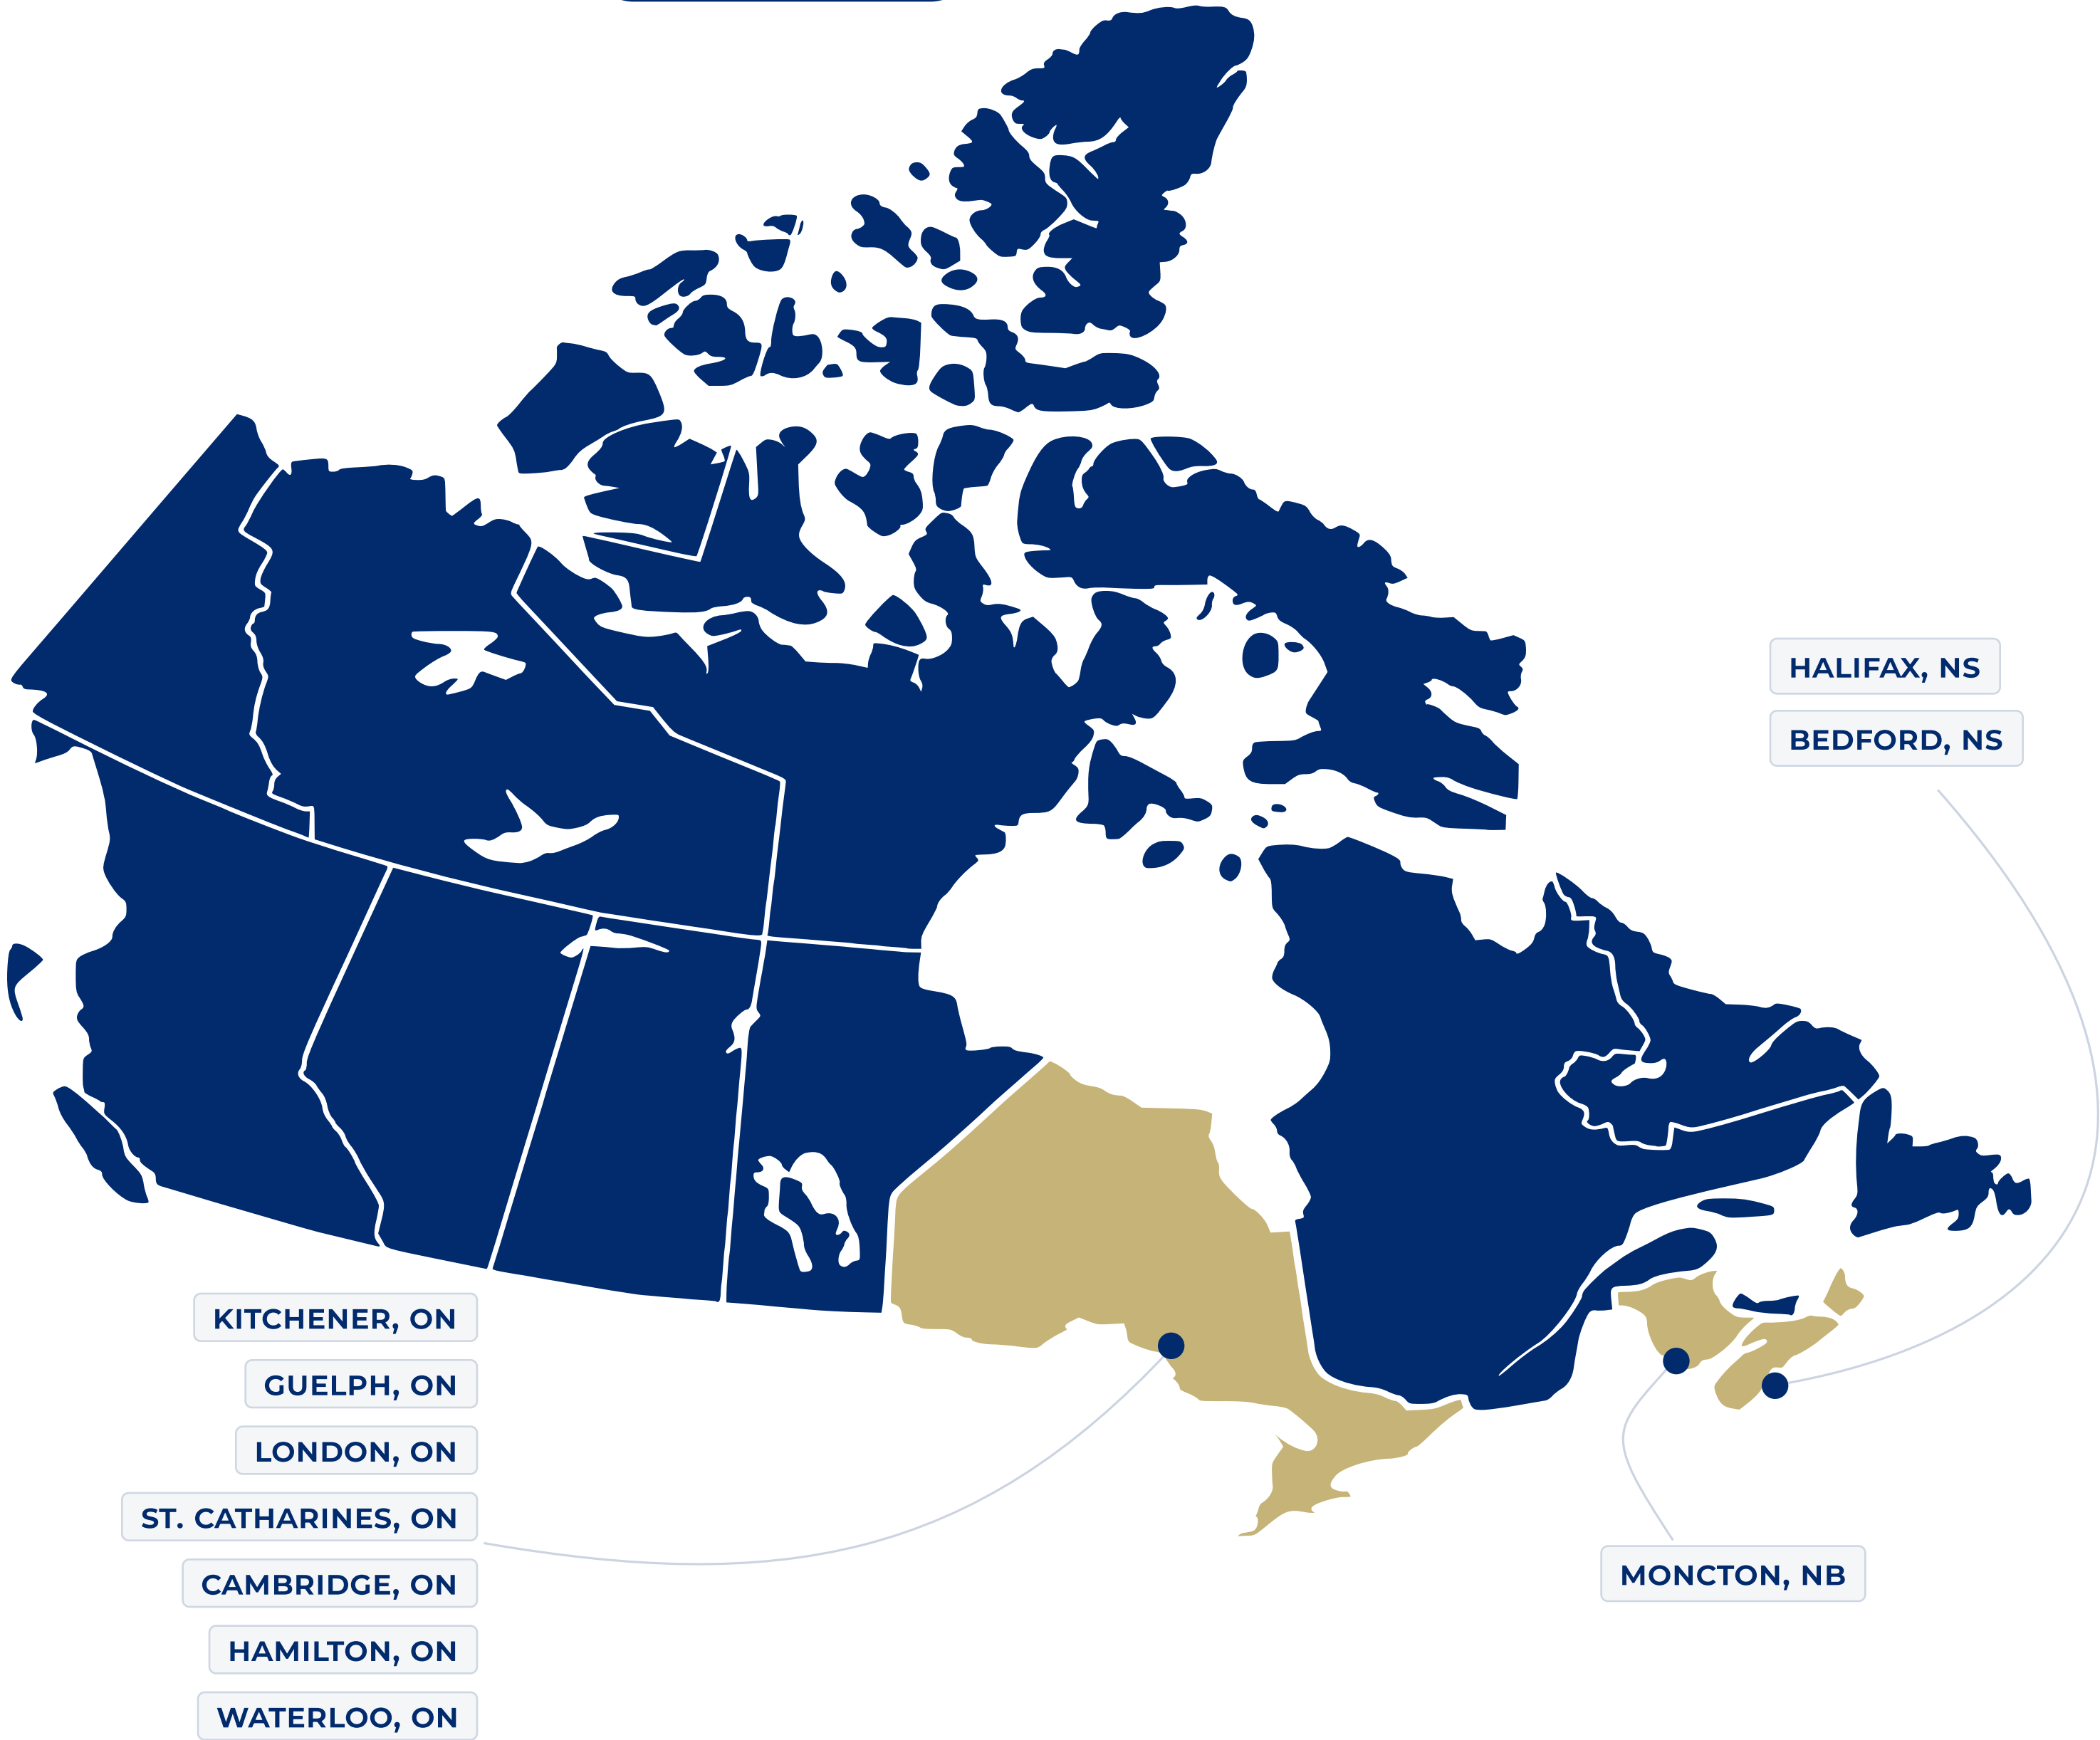 HALIFAX, NS
BEDFORD, NS
KITCHENER, ON
GUELPH, ON
LONDON, ON
ST. CATHARINES, ON
CAMBRIDGE, ON
HAMILTON, ON
WATERLOO, ON
MONCTON, NB